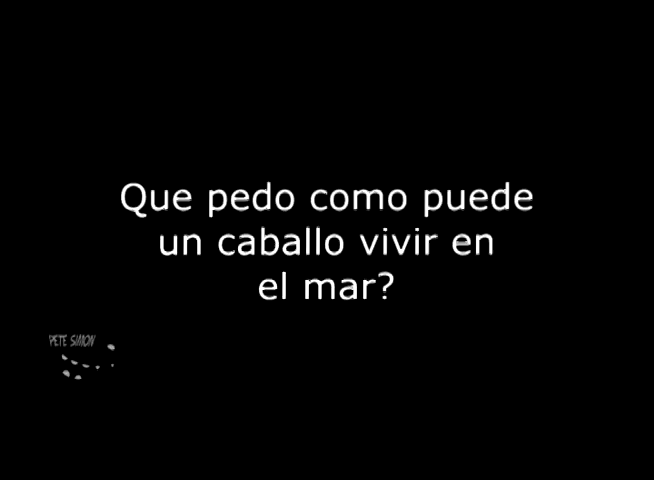 Que pedo como puede
un caballo vivir en
el mar?
PETE SIMON